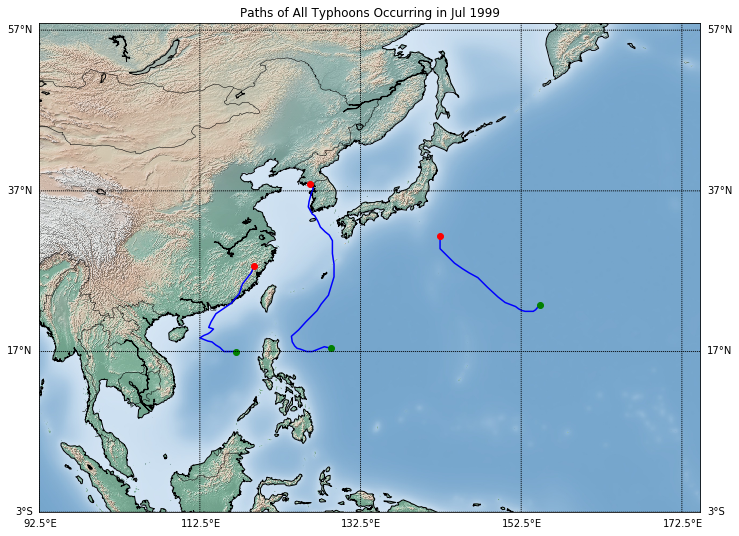 Paths of All Typhoons Occurring in Jul 1999
57°N 57°N
37°N 37°N
17°N 17°N
3°S 3°S
92.5°E 112.5°E 132.5°E 152.5°E 172.5°E